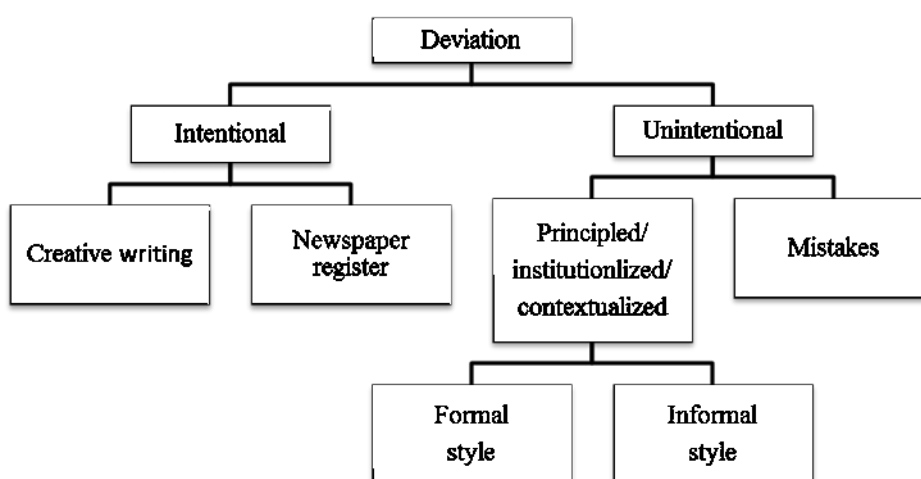 Deviation
Intentional
Unintentional
Creative writing
Newspaper
register
Principled/
institutionlized/
contextualized
Mistakes
Formal
style
Informal
style